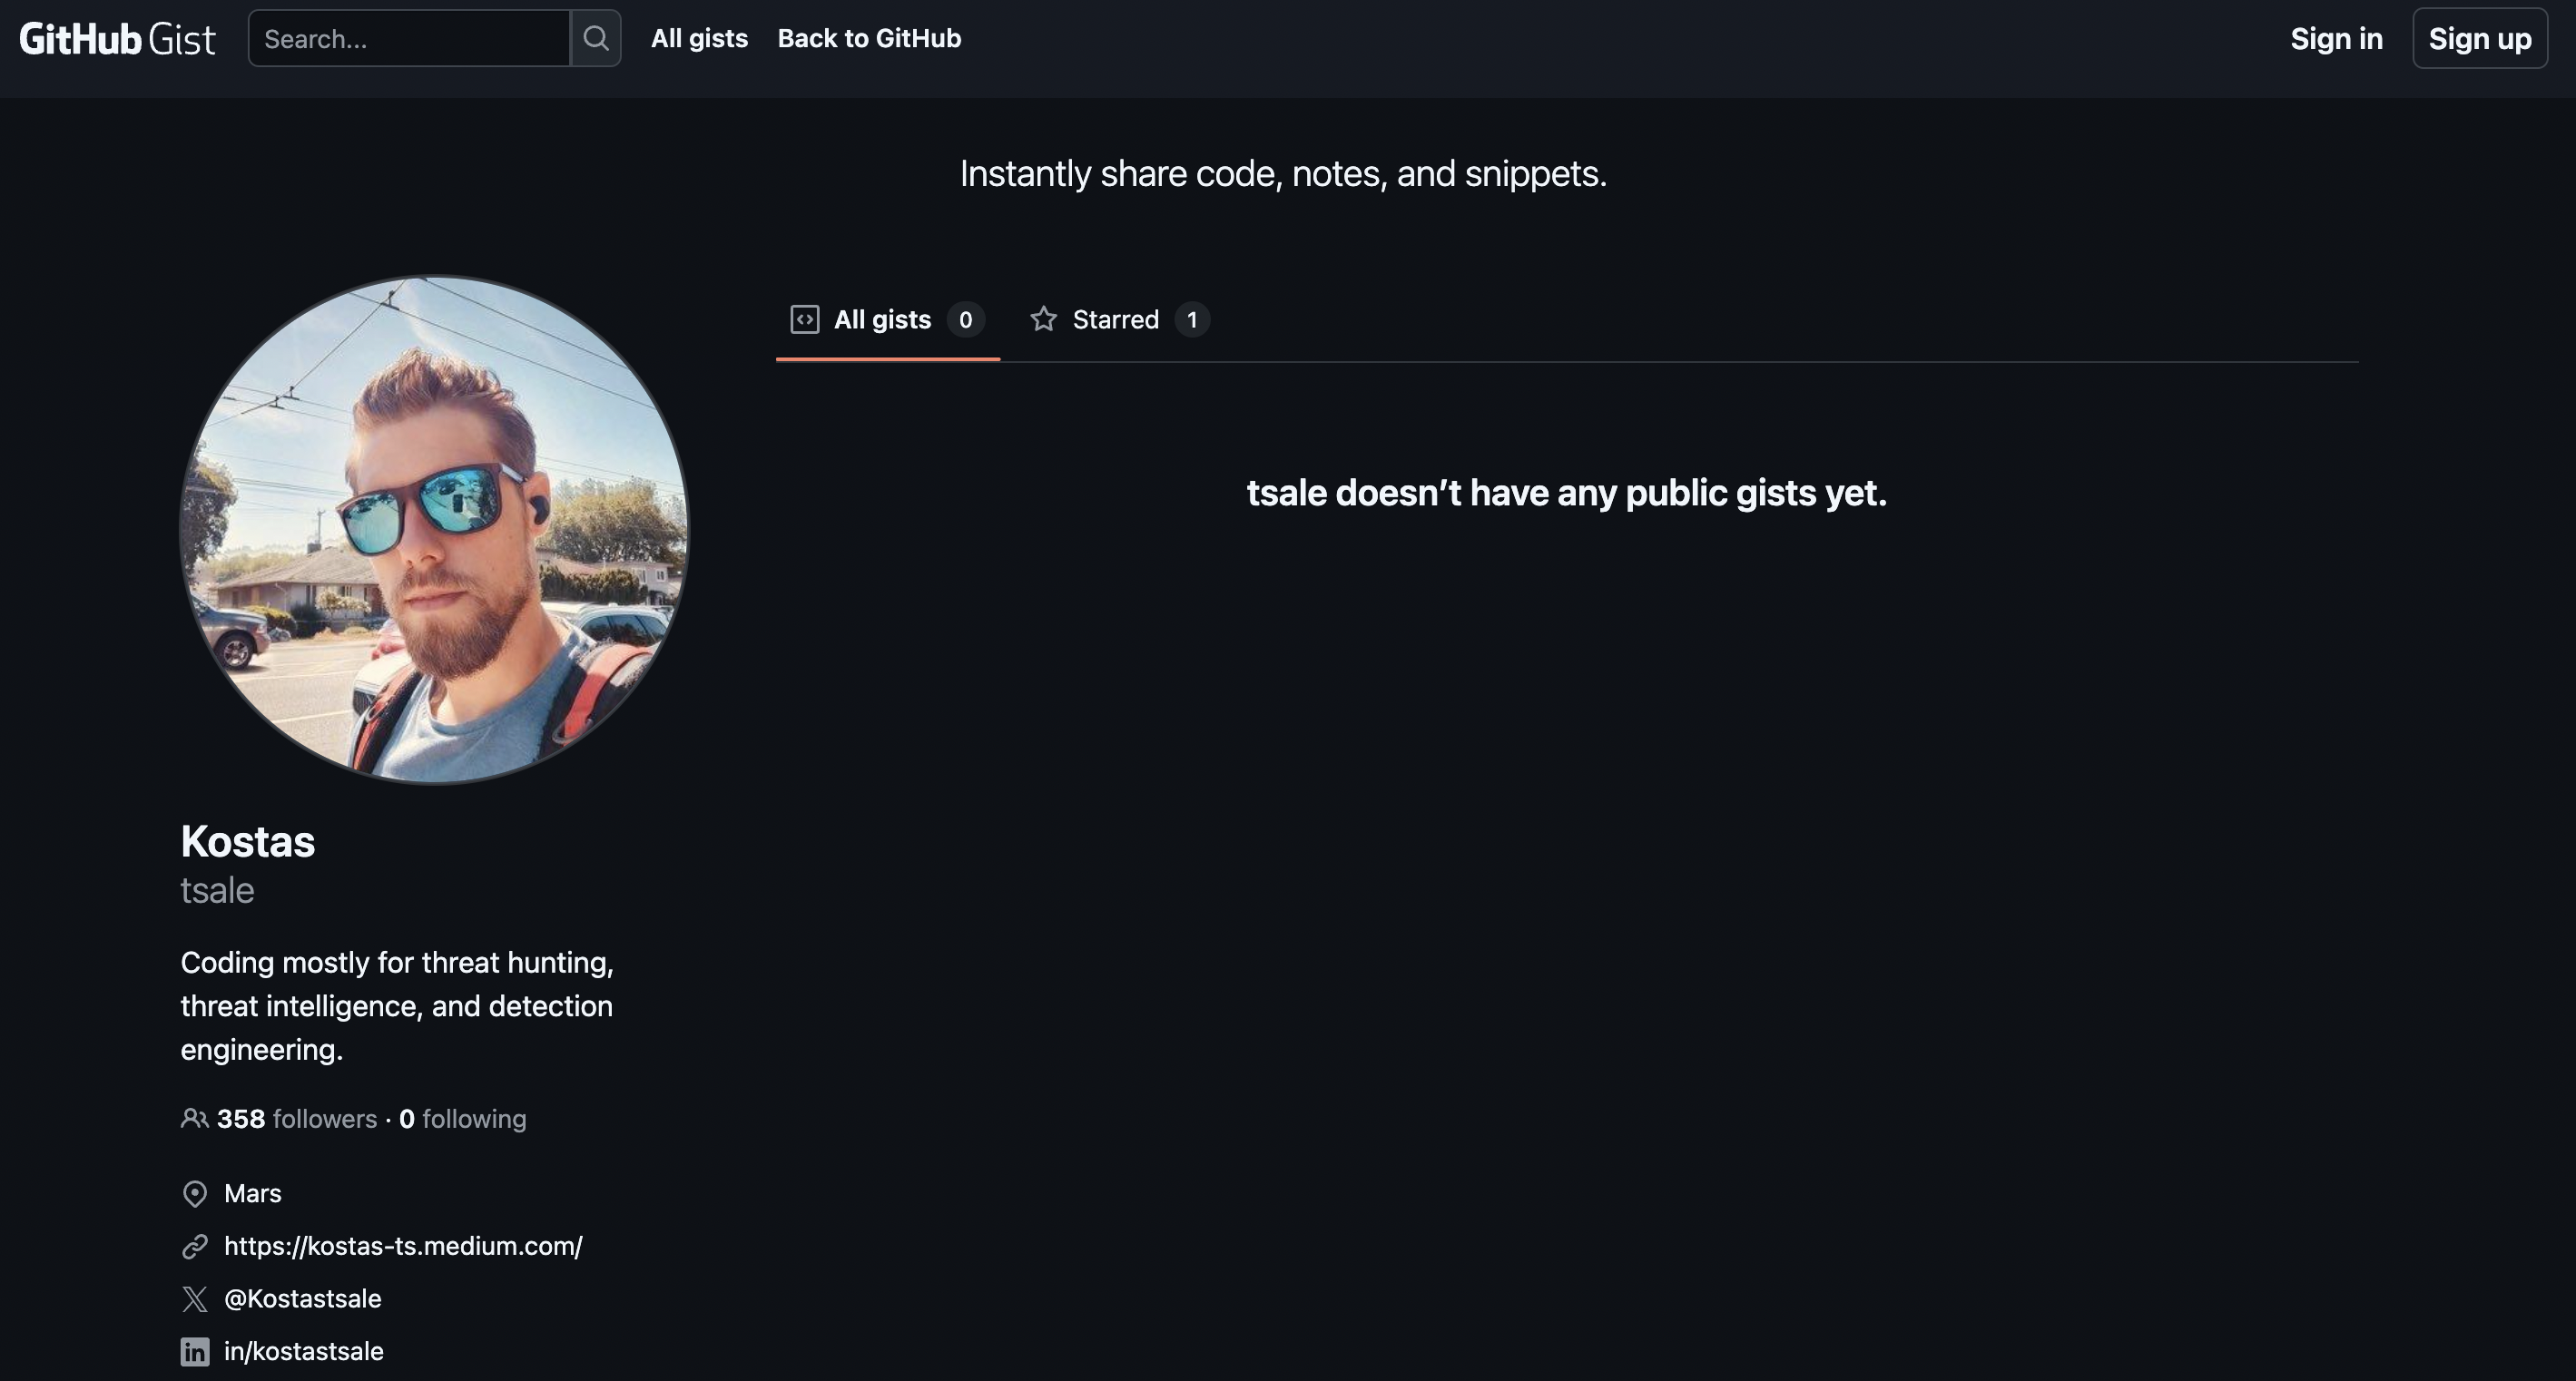 GitHub Gist
Search...
All gists
Back to GitHub
Sign in
Sign up
Instantly share code, notes, and snippets.
All gists 0
Starred 1
tsale doesn’t have any public gists yet.
Kostas
tsale
Coding mostly for threat hunting,
threat intelligence, and detection
engineering.
358 followers · 0 following
Mars
https://kostas-ts.medium.com/
@Kostastsale
in/kostastsale